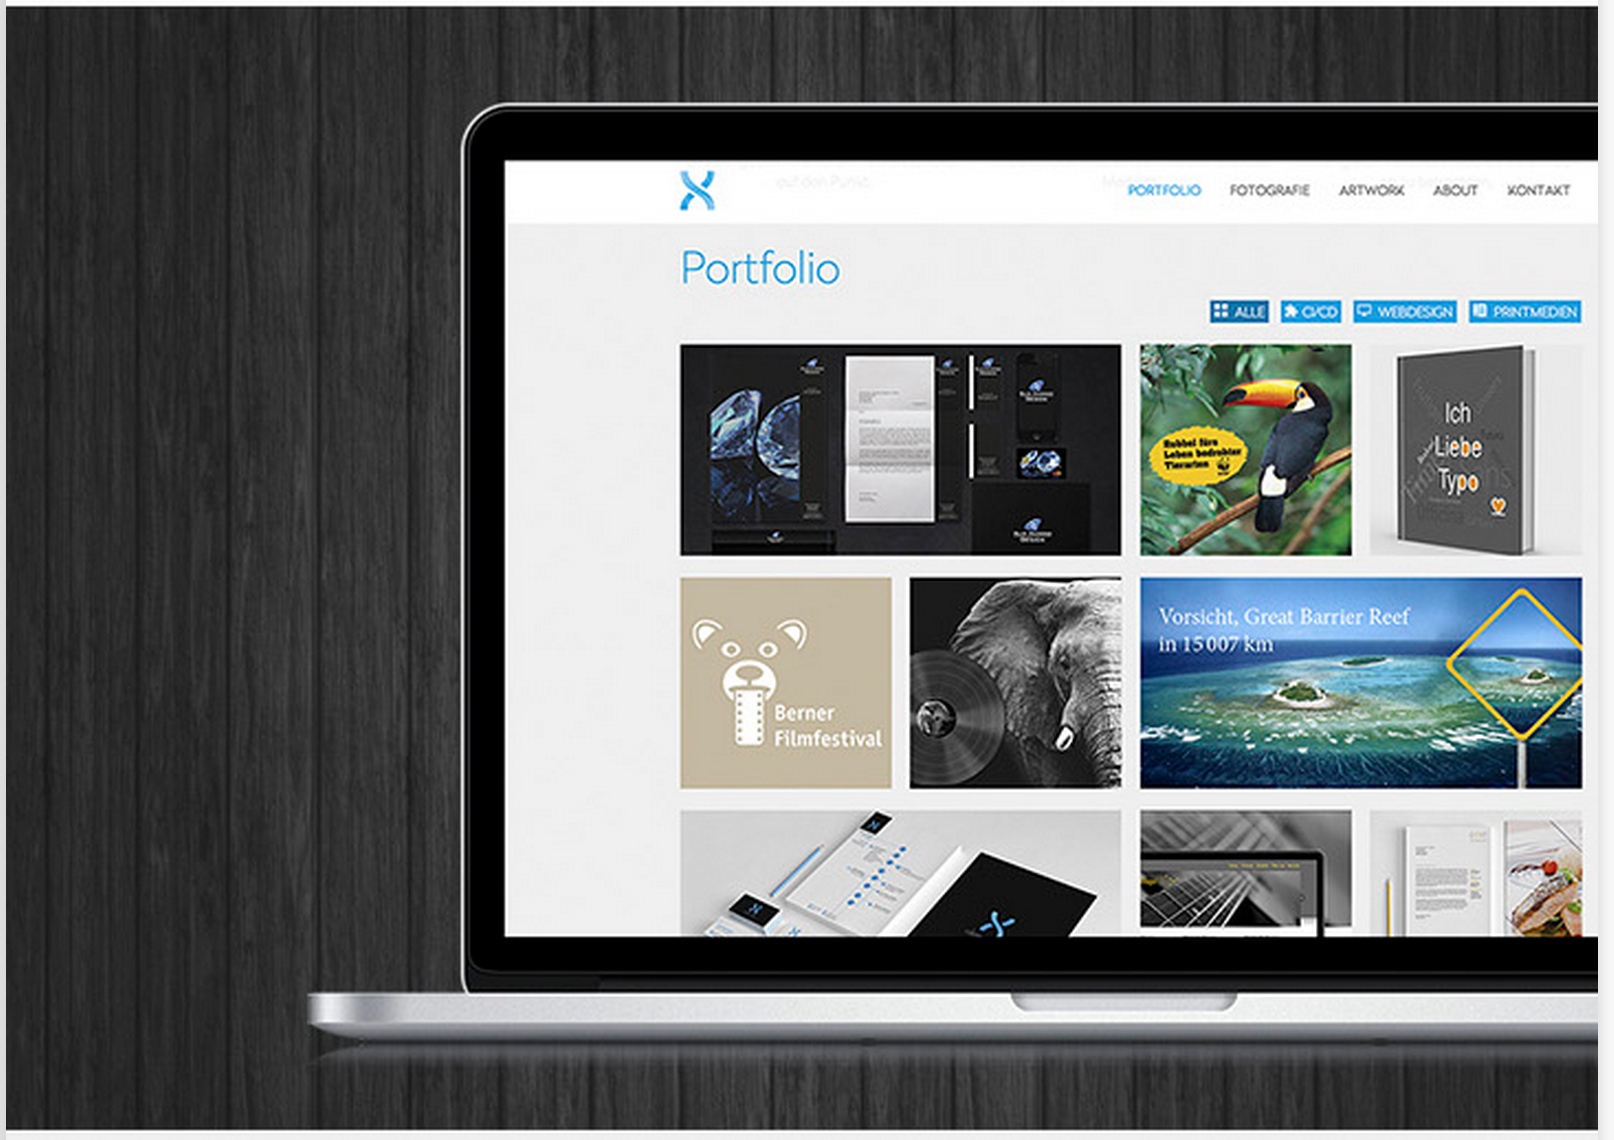 PORTFOLIO FOTOGRAFIE ARTWORK ABOUT KONTAKT
Portfolio
ALLE CI/CD WEBDESIGN PRINTMEDIEN
Rubbel fürs
Leben bedrohter
Tierarten
Ich
Liebe
Typo
Berner
Filmfestival
Vorsicht, Great Barrier Reef
in 15 007 km